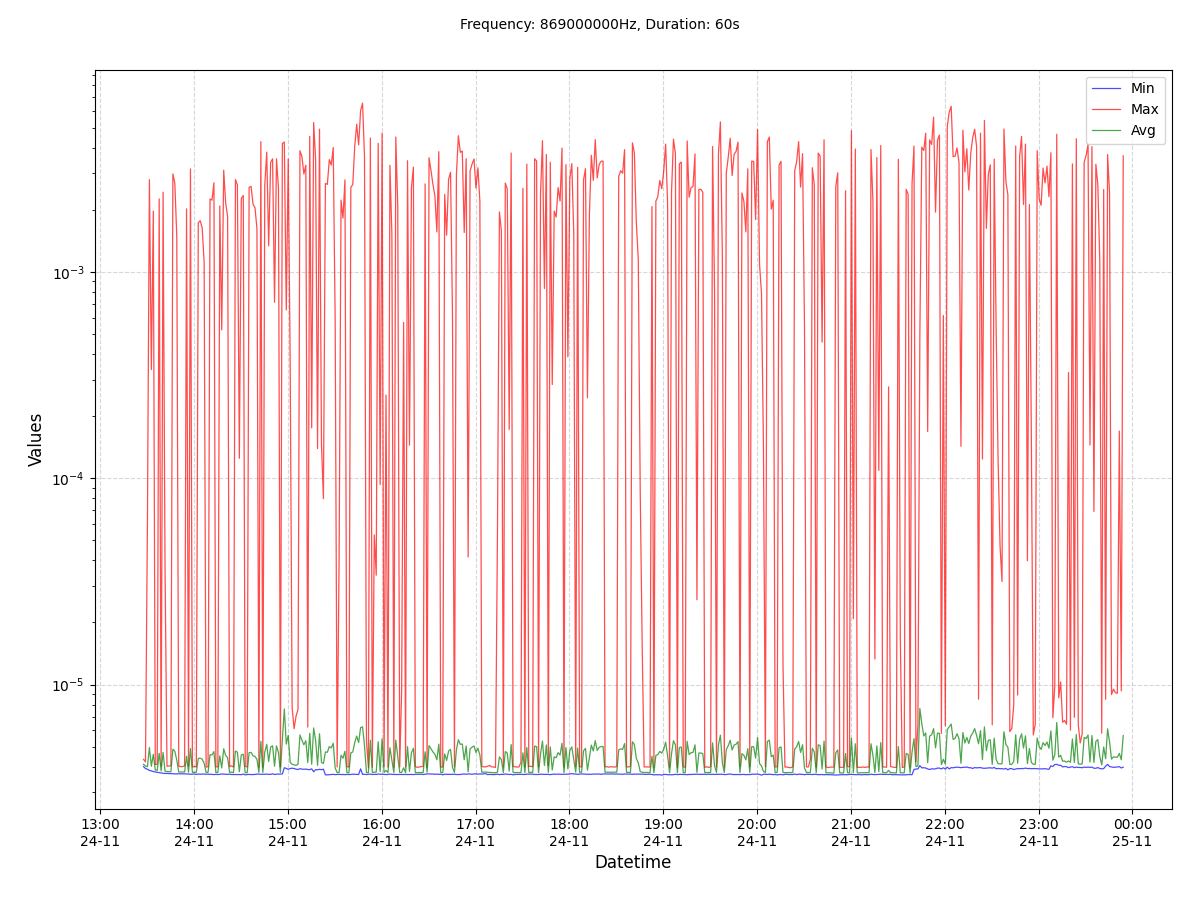 Frequency: 869000000Hz, Duration: 60s
Min
Max
Avg
Values
10⁻³
10⁻⁴
10⁻⁵
13:00 14:00 15:00 16:00 17:00 18:00 19:00 20:00 21:00 22:00 23:00 00:00
24-11 24-11 24-11 24-11 24-11 24-11 24-11 24-11 24-11 24-11 24-11 25-11
Datetime